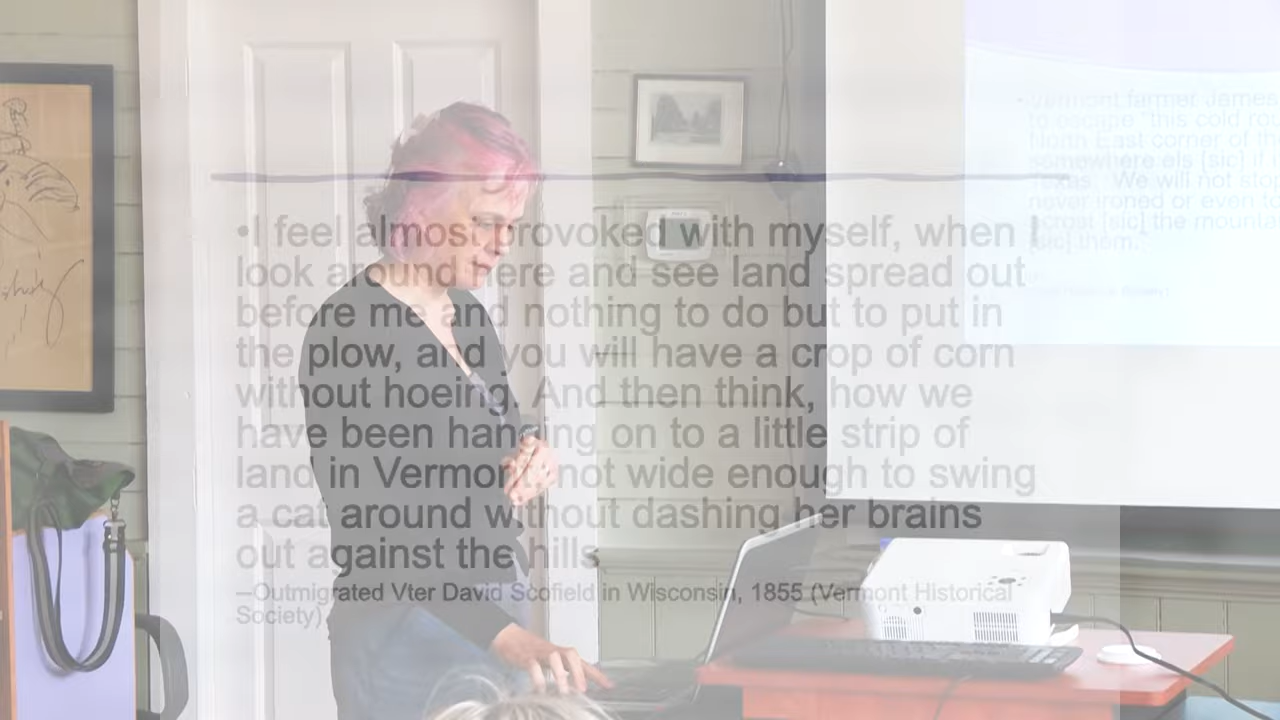 •I feel almost provoked with myself, when I
look around here and see land spread out
before me and nothing to do but to put in
the plow, and you will have a crop of corn
without hoeing. And then think, how we
have been hanging on to a little strip of
land in Vermont, not wide enough to swing
a cat around without dashing her brains
out against the hills.
–Outmigrated Vter David Scofield in Wisconsin, 1855 (Vermont Historical
Society)
•Vermont farmer James
to escape "this cold
North East corner of the
somewhere els [sic] if
Texas. We will not stop
never ironed or even to
acrost [sic] the mounta
[sic] them.